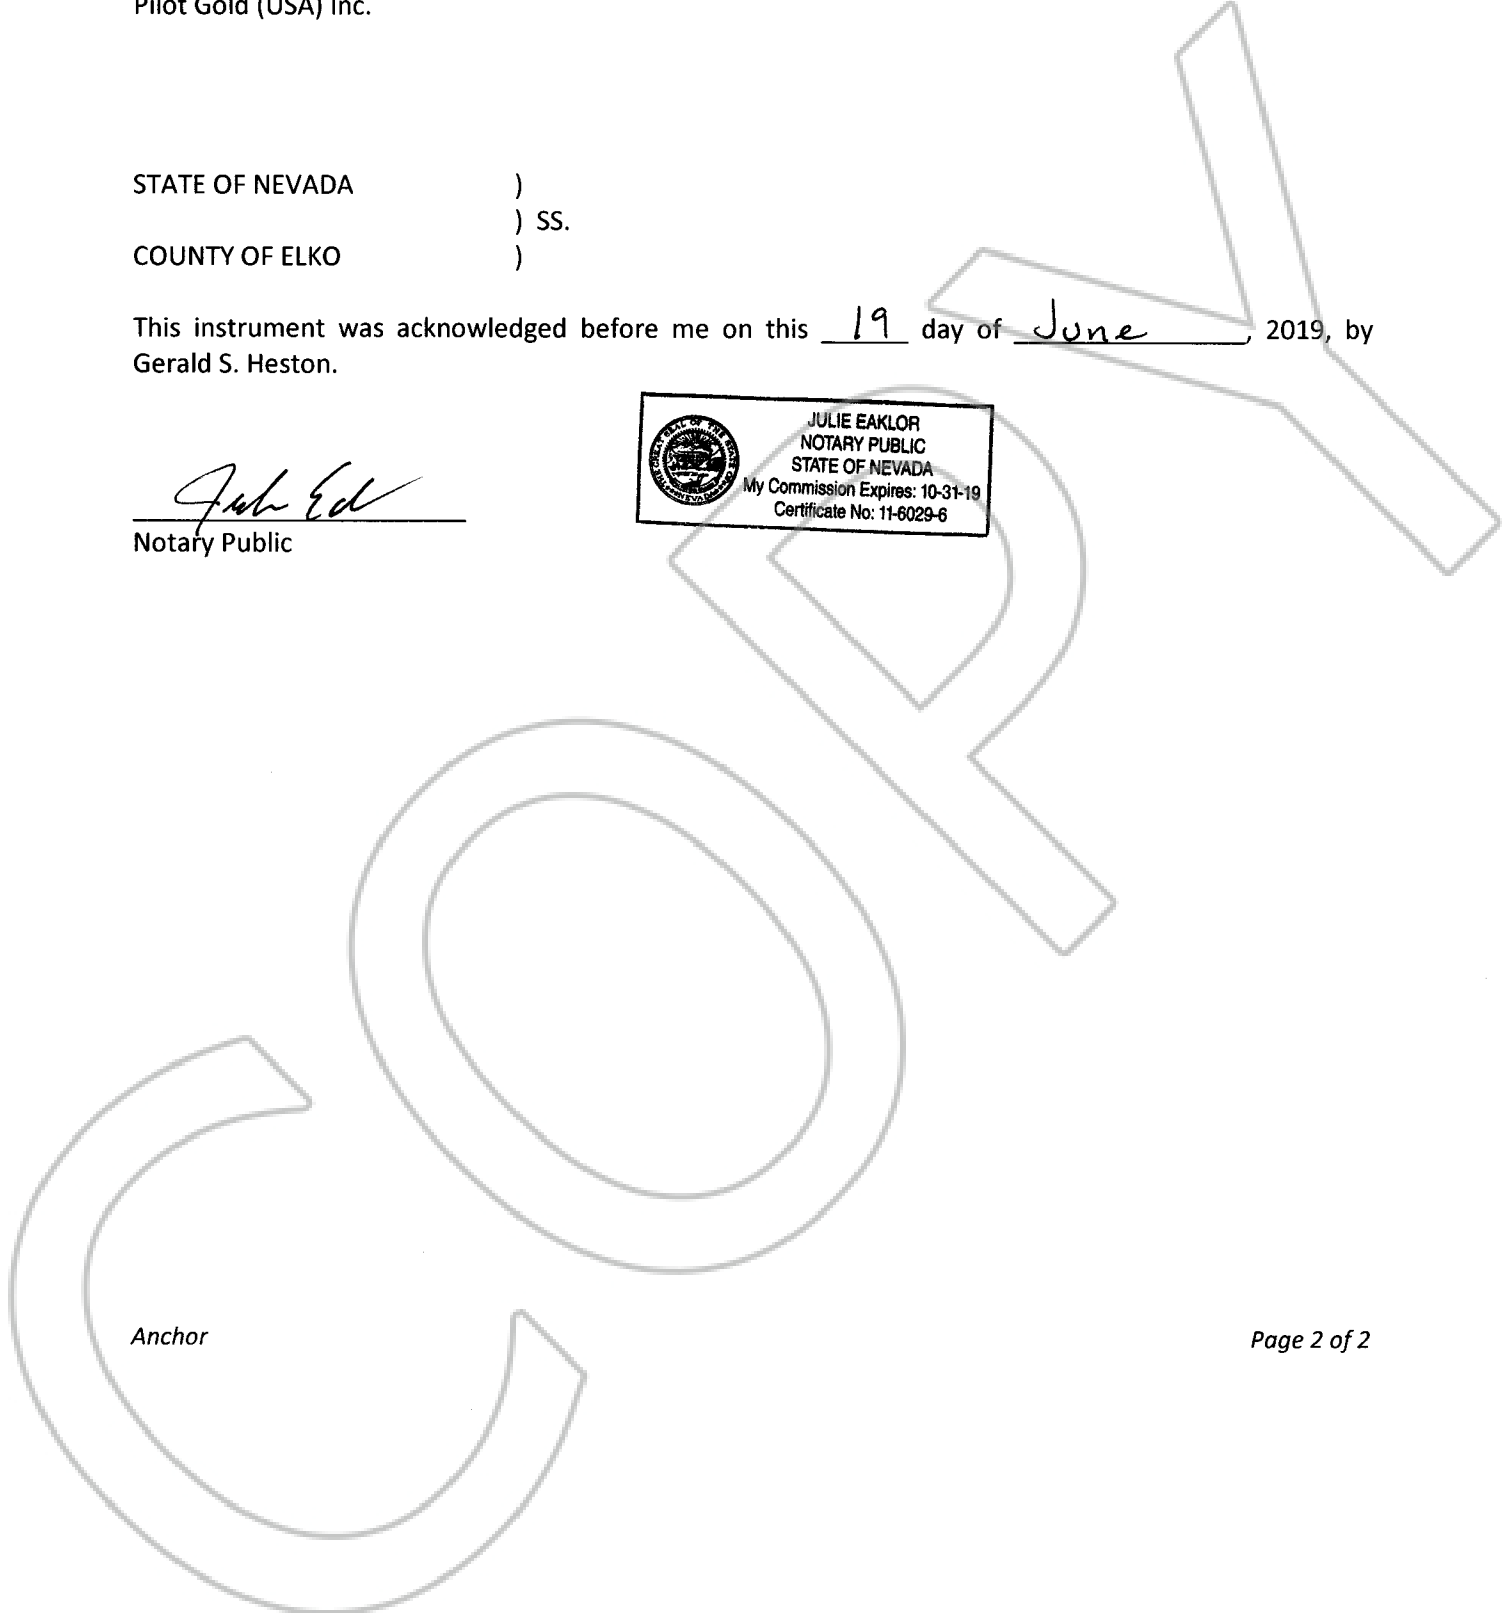 Pilot Gold (USA) Inc.
STATE OF NEVADA )
) SS.
COUNTY OF ELKO )
This instrument was acknowledged before me on this 19 day of June, 2019, by
Gerald S. Heston.
JULIE EAKLOR
NOTARY PUBLIC
STATE OF NEVADA
My Commission Expires: 10-31-19
Certificate No: 11-6029-6
Notary Public
COPY
Anchor
Page 2 of 2